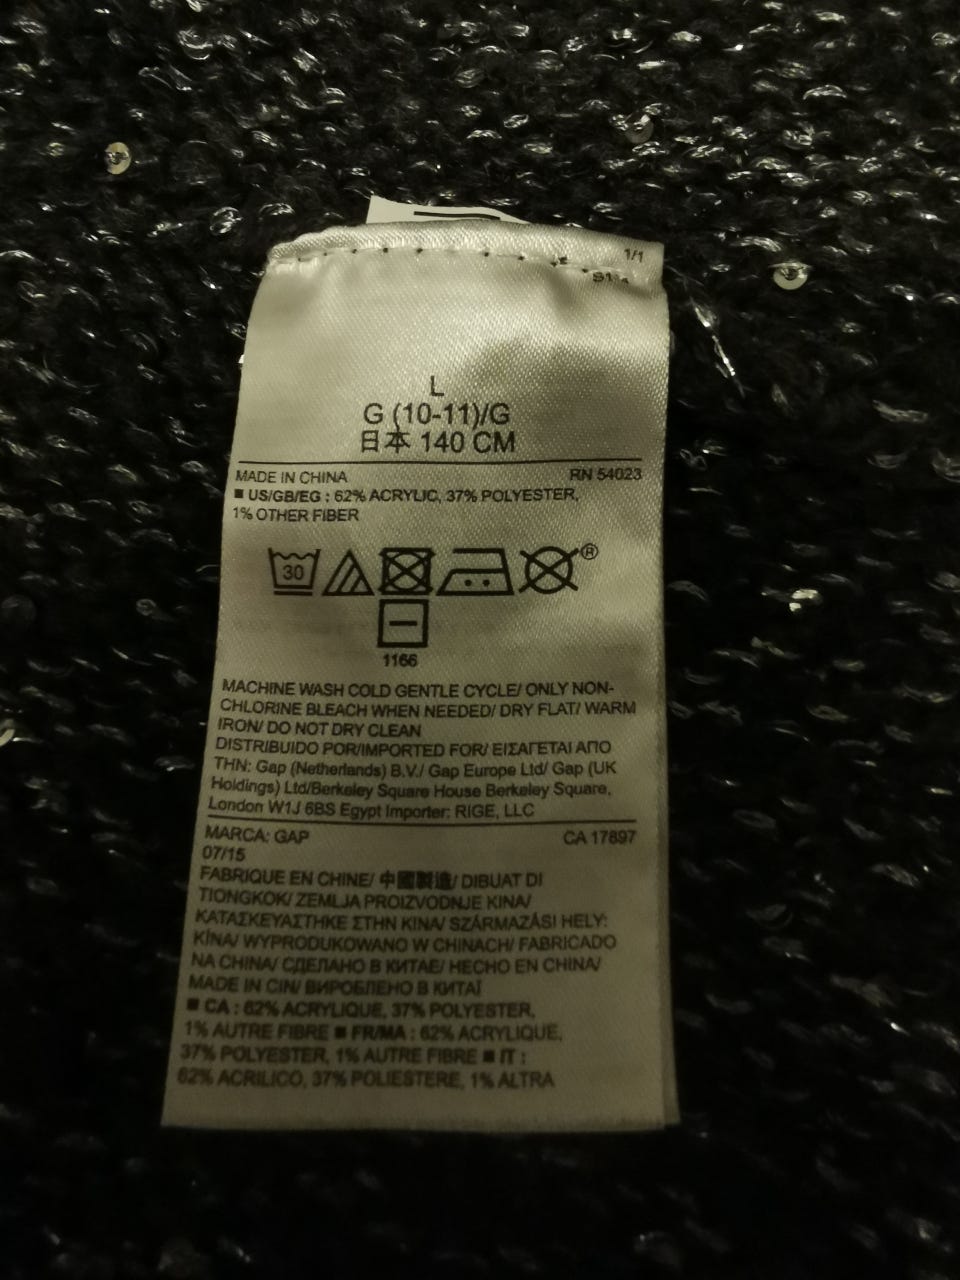 1/1
L
G (10-11)/G
日本 140 CM
MADE IN CHINA RN 54023
■ US/GB/EG : 62% ACRYLIC, 37% POLYESTER,
1% OTHER FIBER
30 ®
1166
MACHINE WASH COLD GENTLE CYCLE/ ONLY NON-
CHLORINE BLEACH WHEN NEEDED/ DRY FLAT/ WARM
IRON/ DO NOT DRY CLEAN
DISTRIBUIDO POR/IMPORTED FOR/ ΕΙΣΑΓΕΤΑΙ ΑΠΟ
ΤΗΝ: Gap (Netherlands) B.V./ Gap Europe Ltd/ Gap (UK
Holdings) Ltd/Berkeley Square House Berkeley Square,
London W1J 6BS Egypt Importer: RIGE, LLC
MARCA: GAP CA 17897
07/15
FABRIQUE EN CHINE/ 中國製造/ DIBUAT DI
TIONGKOK/ ZEMLJA PROIZVODNJE KINA/
ΚΑΤΑΣΚΕΥΑΣΤΗΚΕ ΣΤΗΝ ΚΙΝΑ/ SZÁRMAZÁSI HELY:
KÍNA/ WYPRODUKOWANO W CHINACH/ FABRICADO
NA CHINA/ СДЕЛАНО В КИТАЕ/ HECHO EN CHINA/
MADE IN CIN/ ВИРОБЛЕНО В КИТАЇ
■ CA : 62% ACRYLIQUE, 37% POLYESTER,
1% AUTRE FIBRE ■ FR/MA : 62% ACRYLIQUE,
37% POLYESTER, 1% AUTRE FIBRE ■ IT :
62% ACRILICO, 37% POLIESTERE, 1% ALTRA